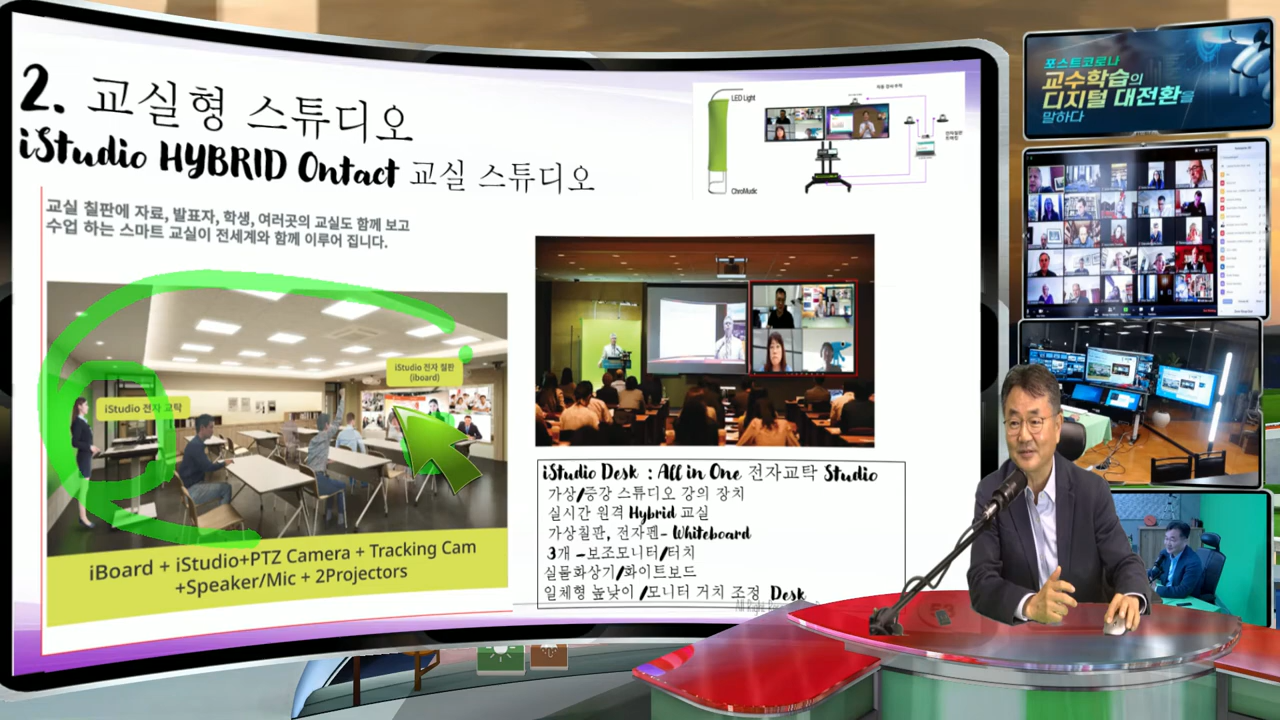 2. 교실형 스튜디오
iStudio HYBRID Ontact 교실 스튜디오
교실 칠판에 자료, 발표자, 학생, 여러곳의 교실도 함께 보고
수업 하는 스마트 교실이 전세계와 함께 이루어 집니다.
LED Light
ChroMudic
iStudio 전자 교탁
iStudio 전자 칠판
(iboard)
iBoard + iStudio+PTZ Camera + Tracking Cam
+Speaker/Mic + 2Projectors
iStudio Desk : All in One 전자교탁 Studio
가상/증강 스튜디오 강의 장치
실시간 원격 Hybrid 교실
가상칠판, 전자펜- Whiteboard
3개 -보조모니터/터치
실물화상기/화이트보드
일체형 높낮이 /모니터 거치 조정 Desk
All Right
포스트코로나
교수학습의
디지털 대전환을
말하다